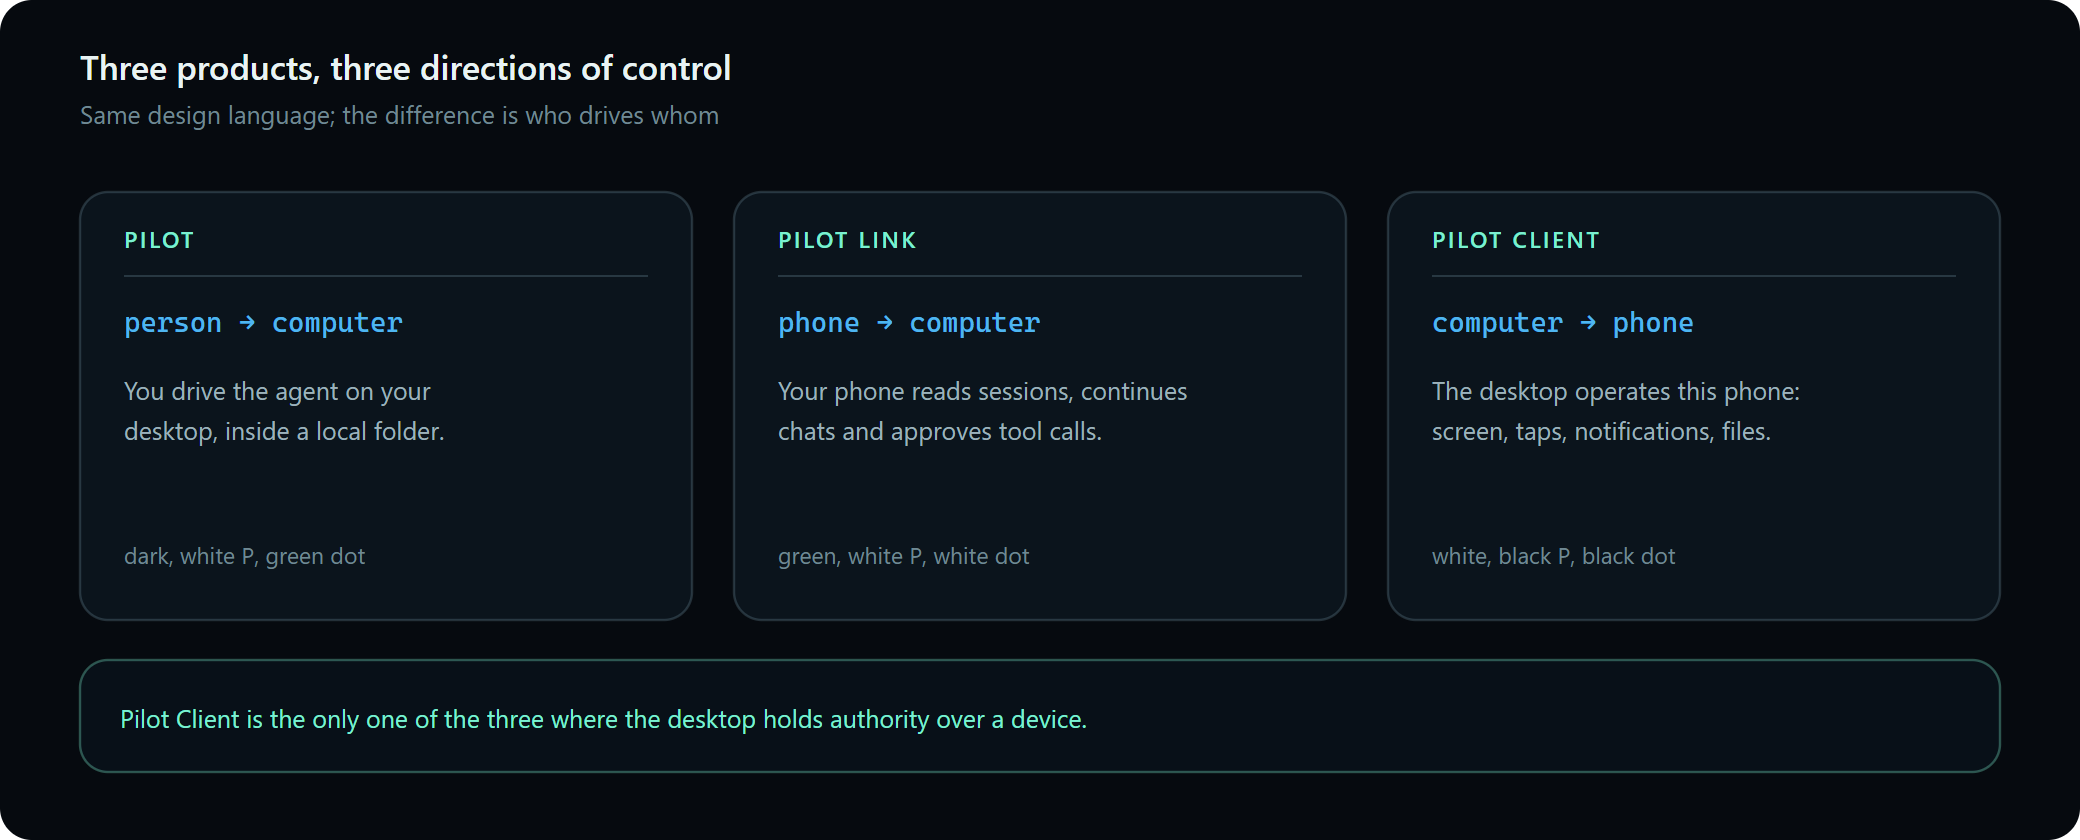 Three products, three directions of control
Same design language; the difference is who drives whom
PILOT
person → computer
You drive the agent on your
desktop, inside a local folder.
dark, white P, green dot
PILOT LINK
phone → computer
Your phone reads sessions, continues
chats and approves tool calls.
green, white P, white dot
PILOT CLIENT
computer → phone
The desktop operates this phone:
screen, taps, notifications, files.
white, black P, black dot
Pilot Client is the only one of the three where the desktop holds authority over a device.